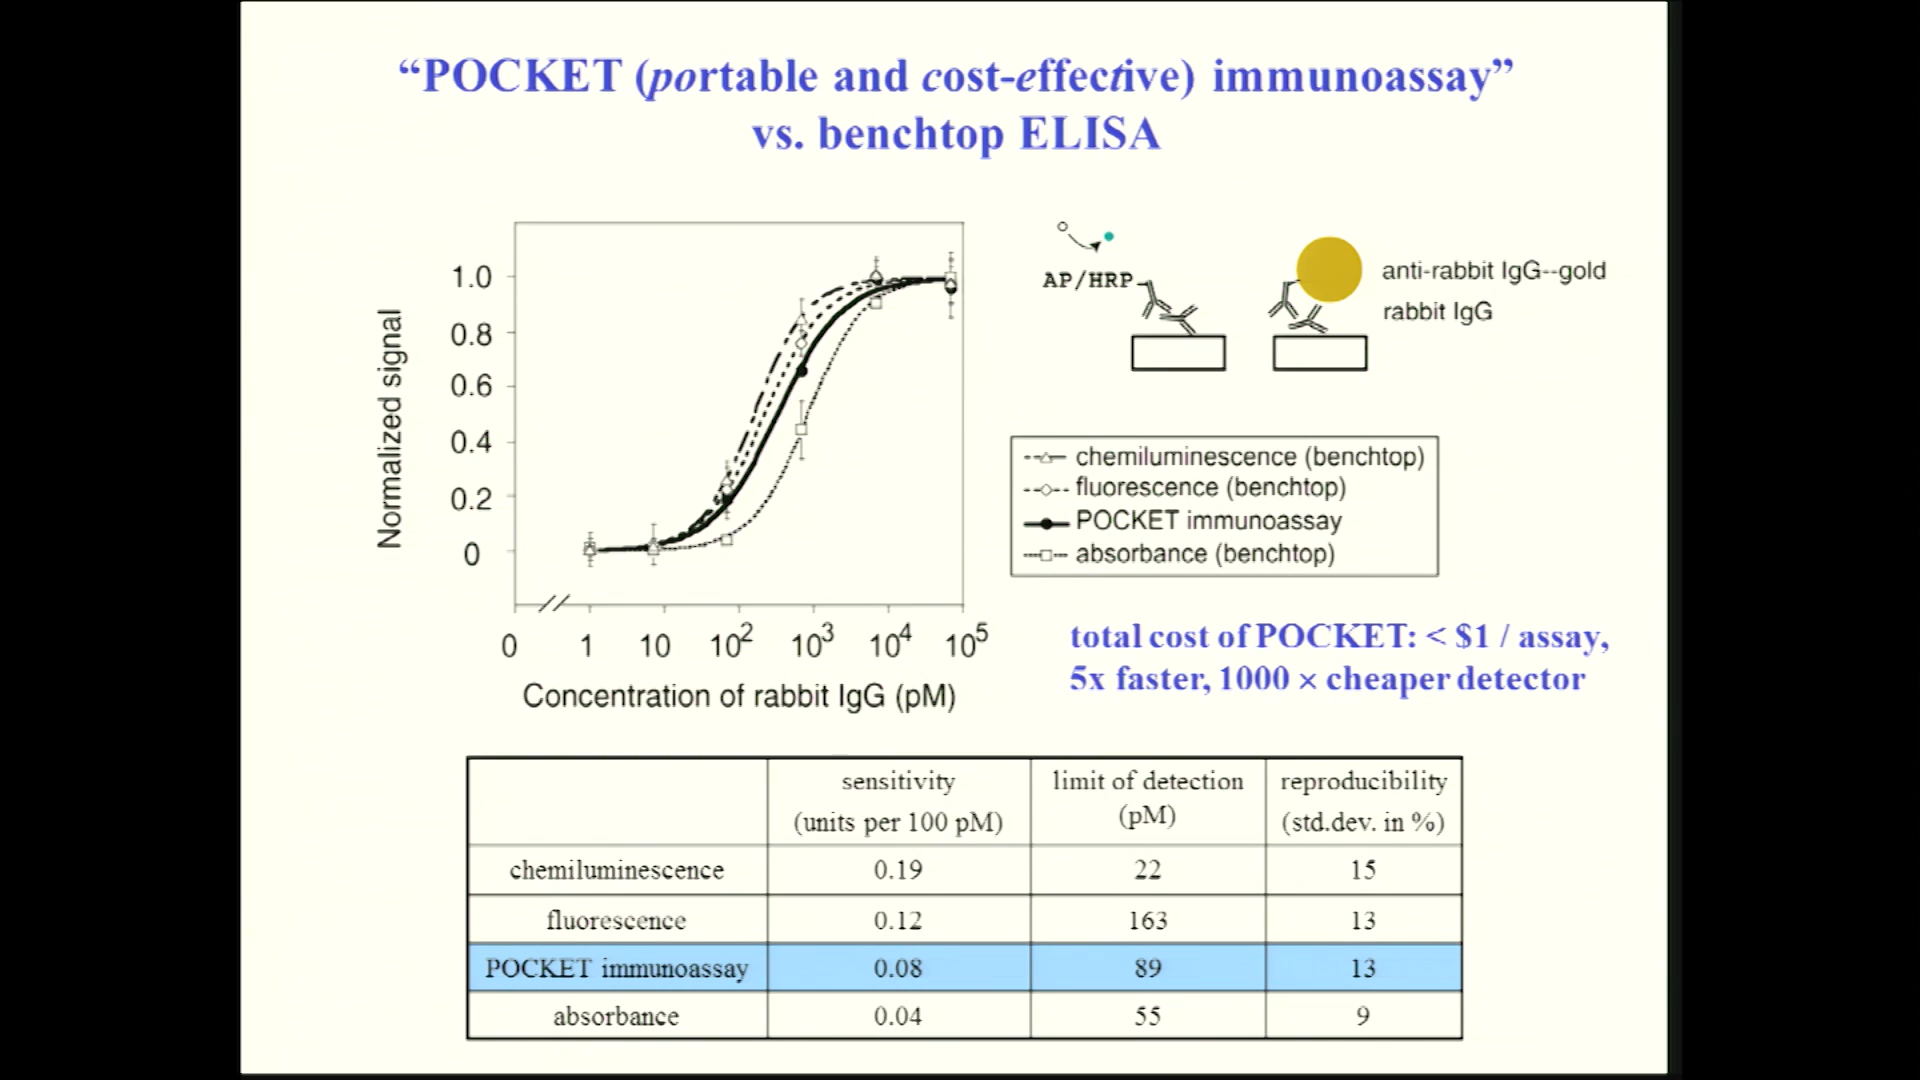 “POCKET (portable and cost-effective) immunoassay”
vs. benchtop ELISA
Normalized signal
1.0
0.8
0.6
0.4
0.2
0
0 1 10 10² 10³ 10⁴ 10⁵
Concentration of rabbit IgG (pM)
AP/HRP
anti-rabbit IgG--gold
rabbit IgG
chemiluminescence (benchtop)
fluorescence (benchtop)
POCKET immunoassay
absorbance (benchtop)
total cost of POCKET: < $1 / assay,
5x faster, 1000 × cheaper detector
sensitivity limit of detection reproducibility
(units per 100 pM) (pM) (std.dev. in %)
chemiluminescence 0.19 22 15
fluorescence 0.12 163 13
POCKET immunoassay 0.08 89 13
absorbance 0.04 55 9